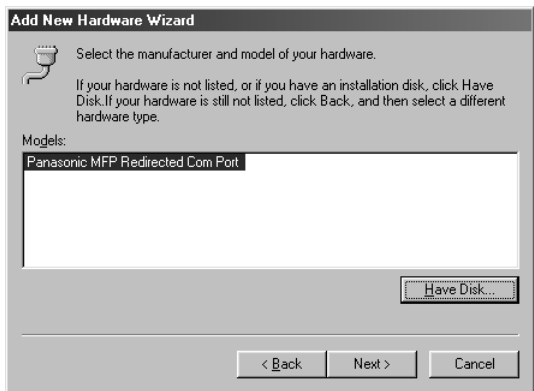 Add New Hardware Wizard
Select the manufacturer and model of your hardware.
If your hardware is not listed, or if you have an installation disk, click Have
Disk.If your hardware is still not listed, click Back, and then select a different
hardware type.
Models:
Panasonic MFP Redirected Com Port
Have Disk...
< Back
Next >
Cancel